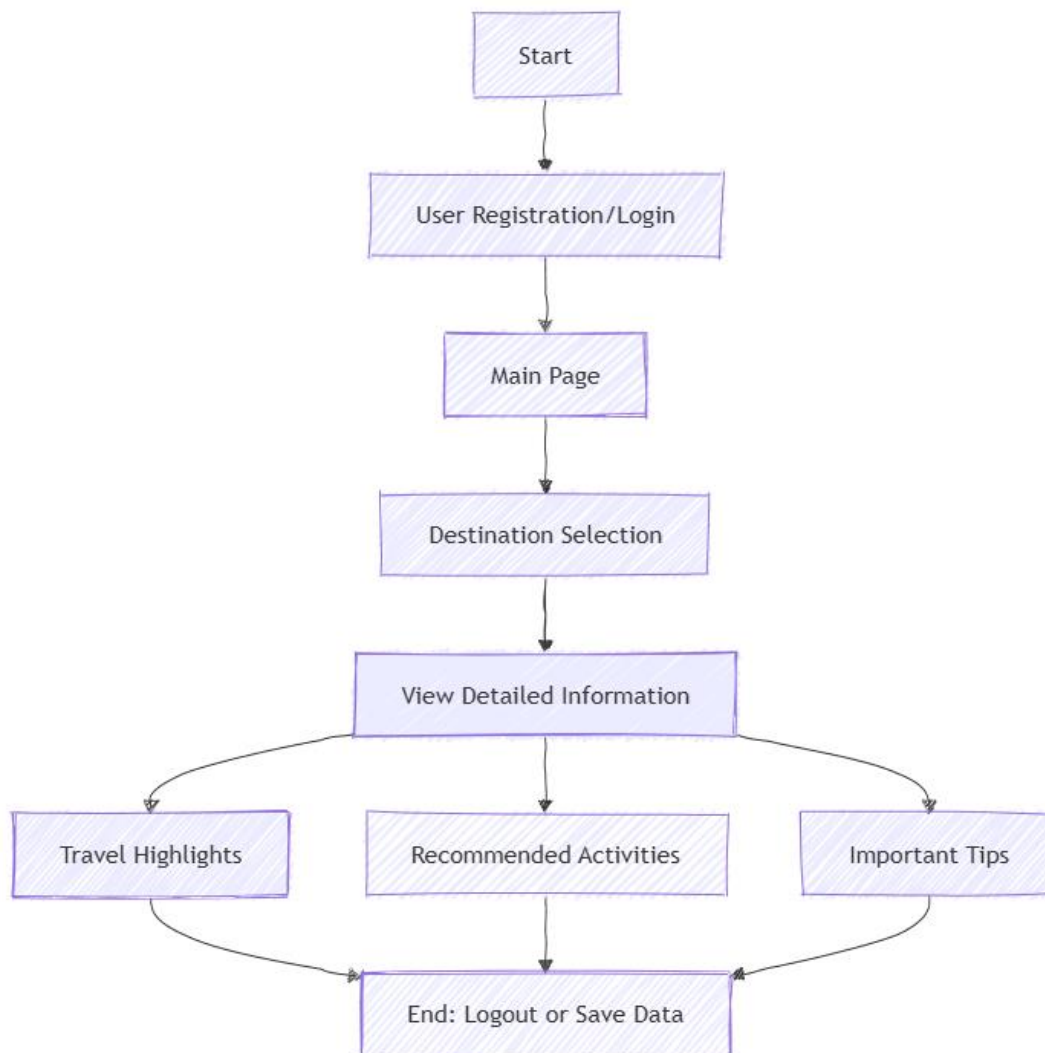 Start
User Registration/Login
Main Page
Destination Selection
View Detailed Information
Travel Highlights
Recommended Activities
Important Tips
End: Logout or Save Data